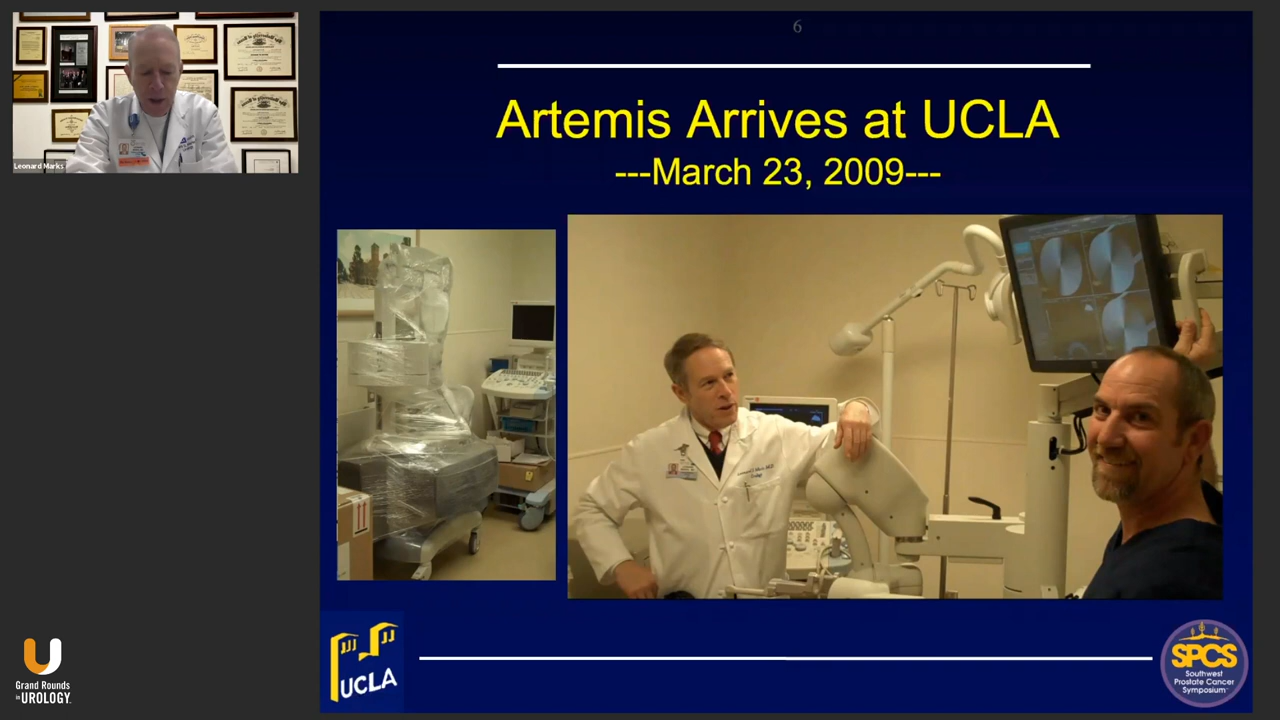 6
Artemis Arrives at UCLA
---March 23, 2009---
Leonard Marks
UCLA
SPCS
Southwest
Prostate Cancer
Symposium
Grand Rounds
in UROLOGY